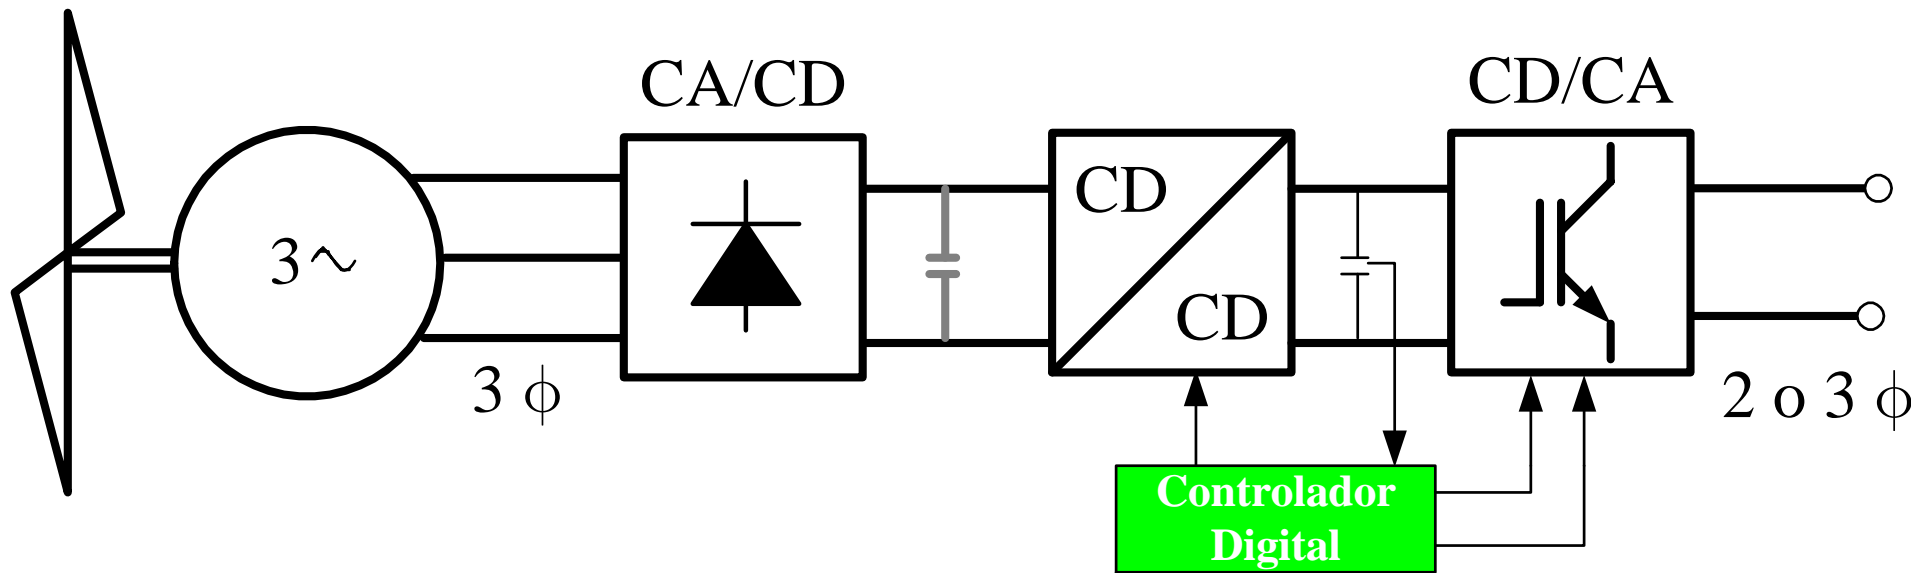 CA/CD
CD/CA
3~
3 ϕ
CD
CD
2 o 3 ϕ
Controlador
Digital